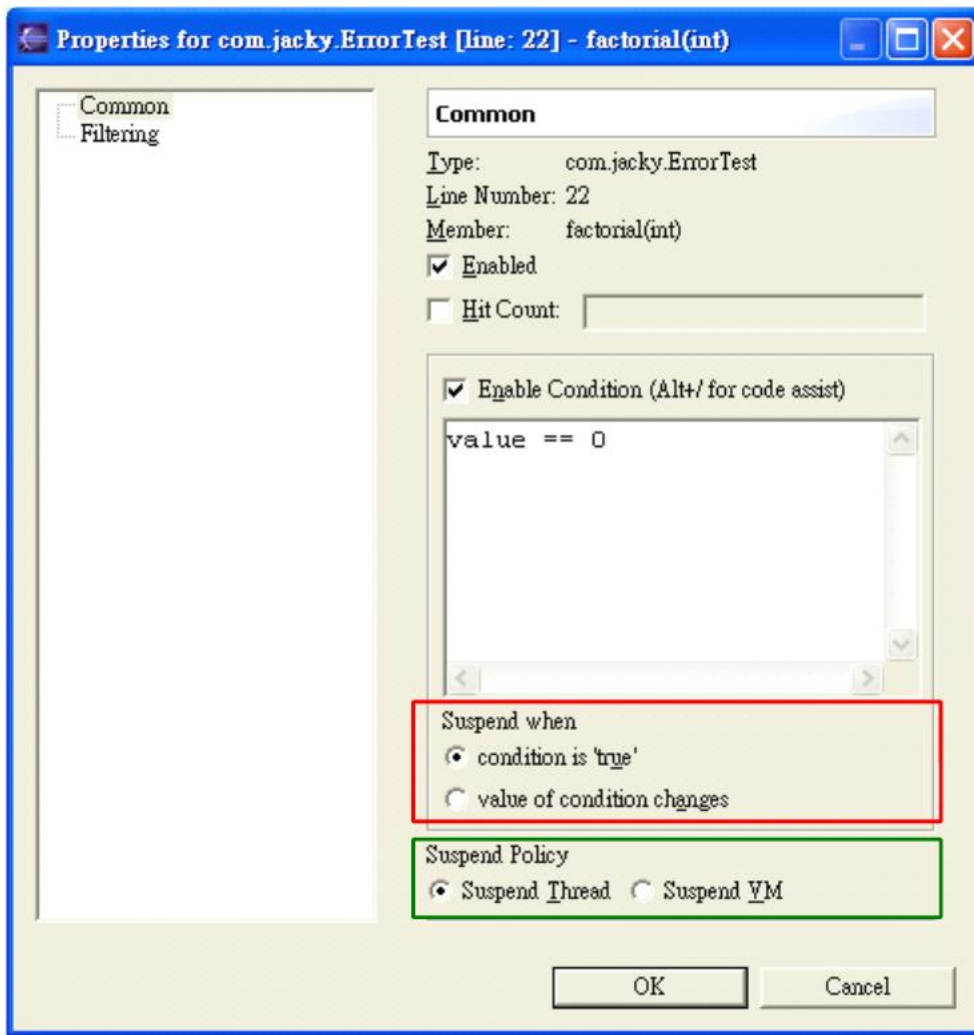 Properties for com.jacky.ErrorTest [line: 22] - factorial(int)
Common
Filtering
Common
Type: com.jacky.ErrorTest
Line Number: 22
Member: factorial(int)
Enabled
Hit Count:
Enable Condition (Alt+/ for code assist)
value == 0
Suspend when
condition is 'true'
value of condition changes
Suspend Policy
Suspend Thread Suspend VM
OK Cancel